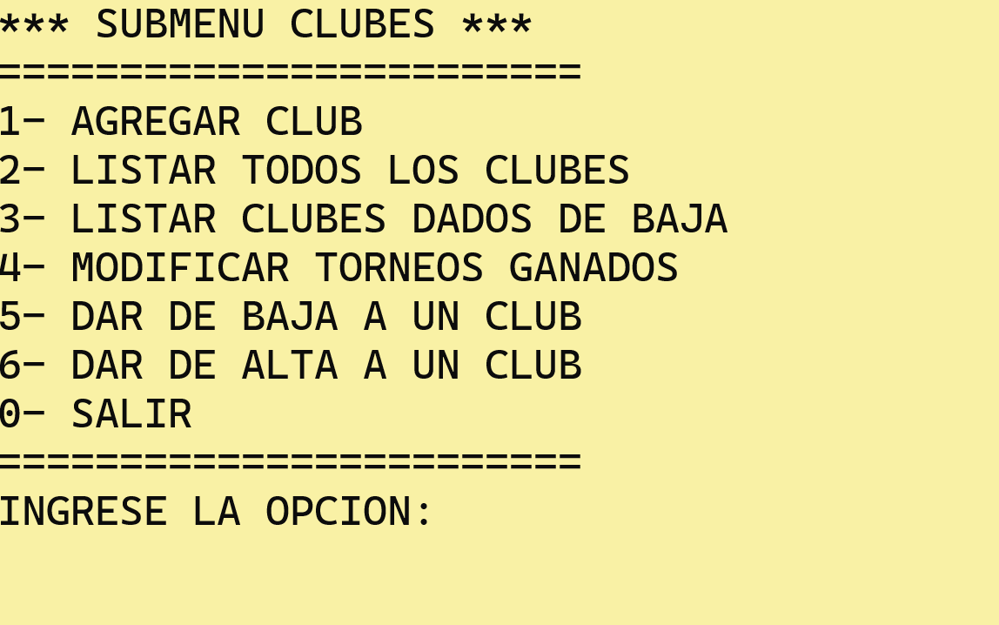 *** SUBMENU CLUBES ***
========================
1- AGREGAR CLUB
2- LISTAR TODOS LOS CLUBES
3- LISTAR CLUBES DADOS DE BAJA
4- MODIFICAR TORNEOS GANADOS
5- DAR DE BAJA A UN CLUB
6- DAR DE ALTA A UN CLUB
0- SALIR
========================
INGRESE LA OPCION: